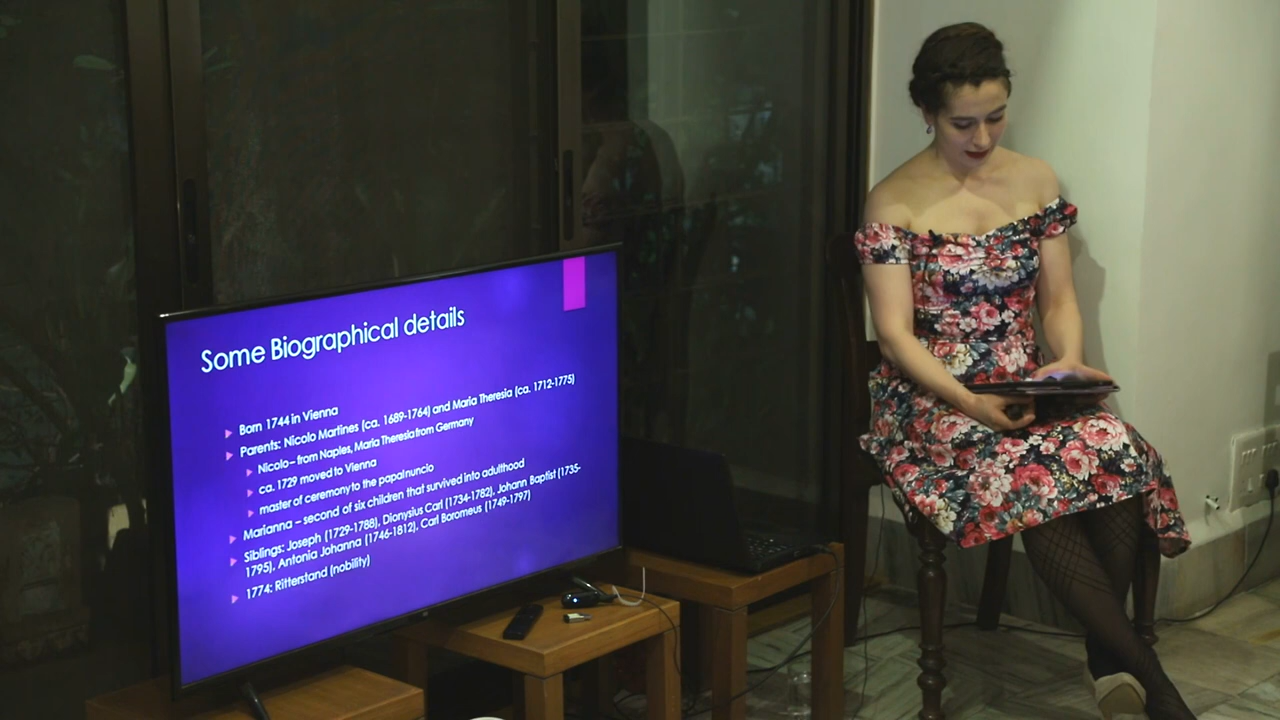 Some Biographical details
Born 1744 in Vienna
Parents: Nicolo Martines (ca. 1689-1764) and Maria Theresia (ca. 1712-1775)
Nicolo – from Naples, Maria Theresia from Germany
ca. 1729 moved to Vienna
master of ceremony to the papal nuncio
Marianna – second of six children that survived into adulthood
Siblings: Joseph (1729-1788), Dionysius Carl (1734-1782), Johann Baptist (1735-
1795), Antonia Johanna (1746-1812), Carl Boromeus (1749-1797)
1774: Ritterstand (nobility)